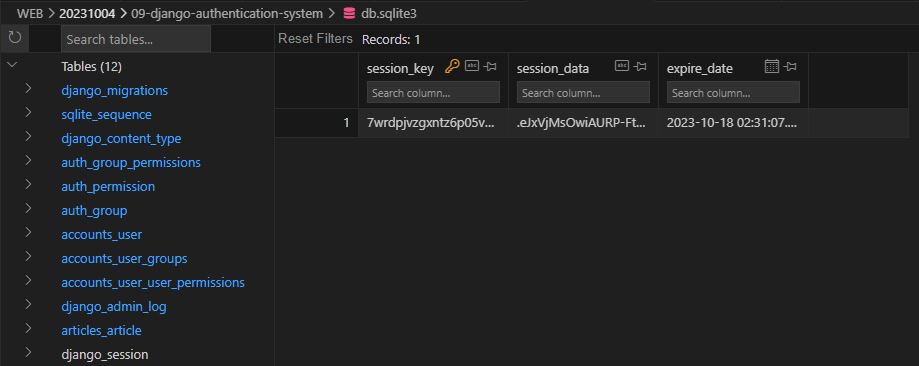 WEB > 20231004 > 09-django-authentication-system > db.sqlite3
Search tables...
Reset Filters Records: 1
Tables (12)
django_migrations
sqlite_sequence
django_content_type
auth_group_permissions
auth_permission
auth_group
accounts_user
accounts_user_groups
accounts_user_user_permissions
django_admin_log
articles_article
django_session
session_key abc session_data abc expire_date
Search column... Search column... Search column...
1 7wrdpjvzgxntz6p05v... .eJxVjMsOwiAURP-Ft... 2023-10-18 02:31:07....